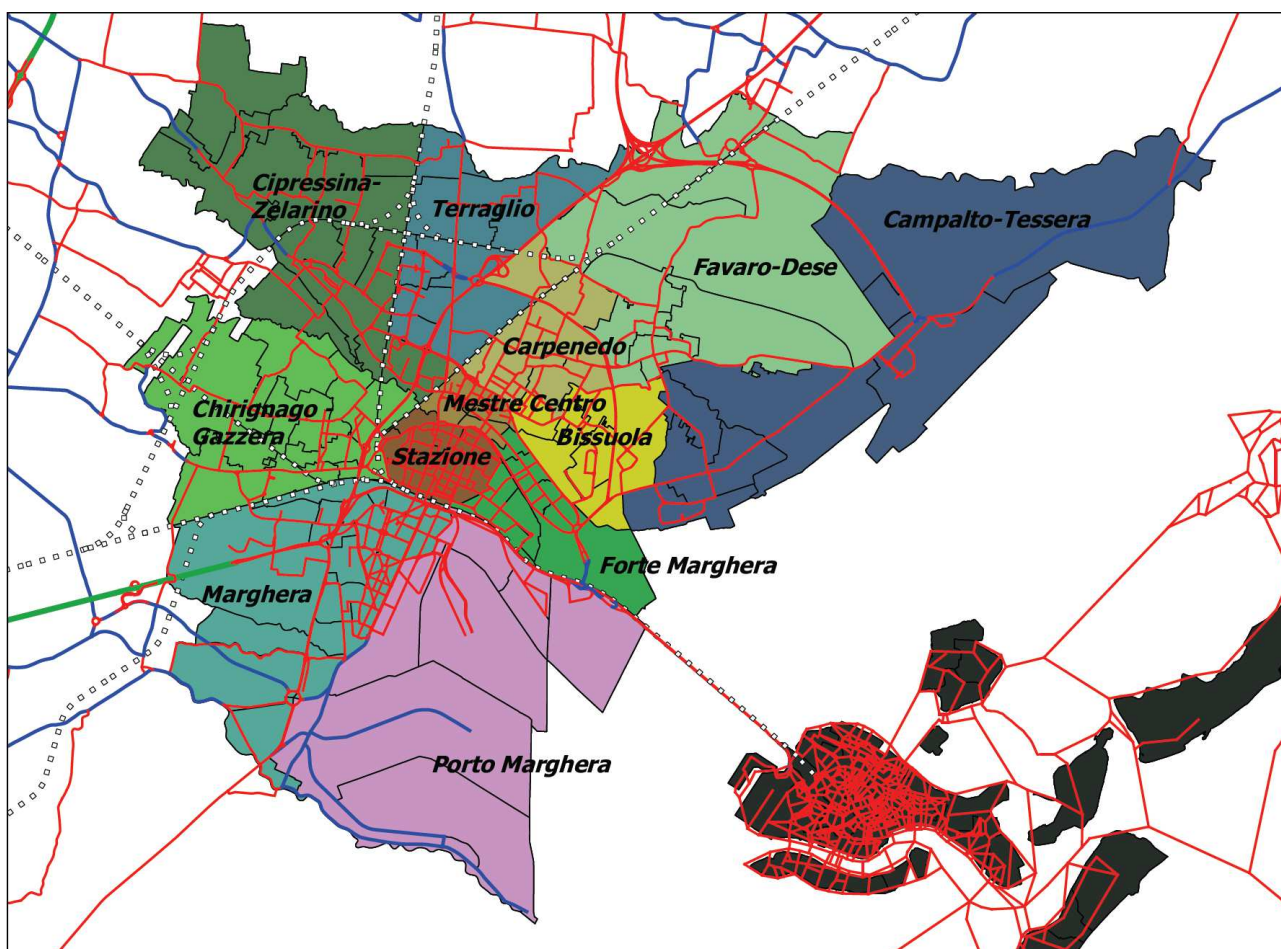 Cipressina-
Zelarino
Terraglio
Campalto-Tessera
Favaro-Dese
Carpenedo
Mestre Centro
Chirignago -
Gazzera
Bissuola
Stazione
Forte Marghera
Marghera
Porto Marghera